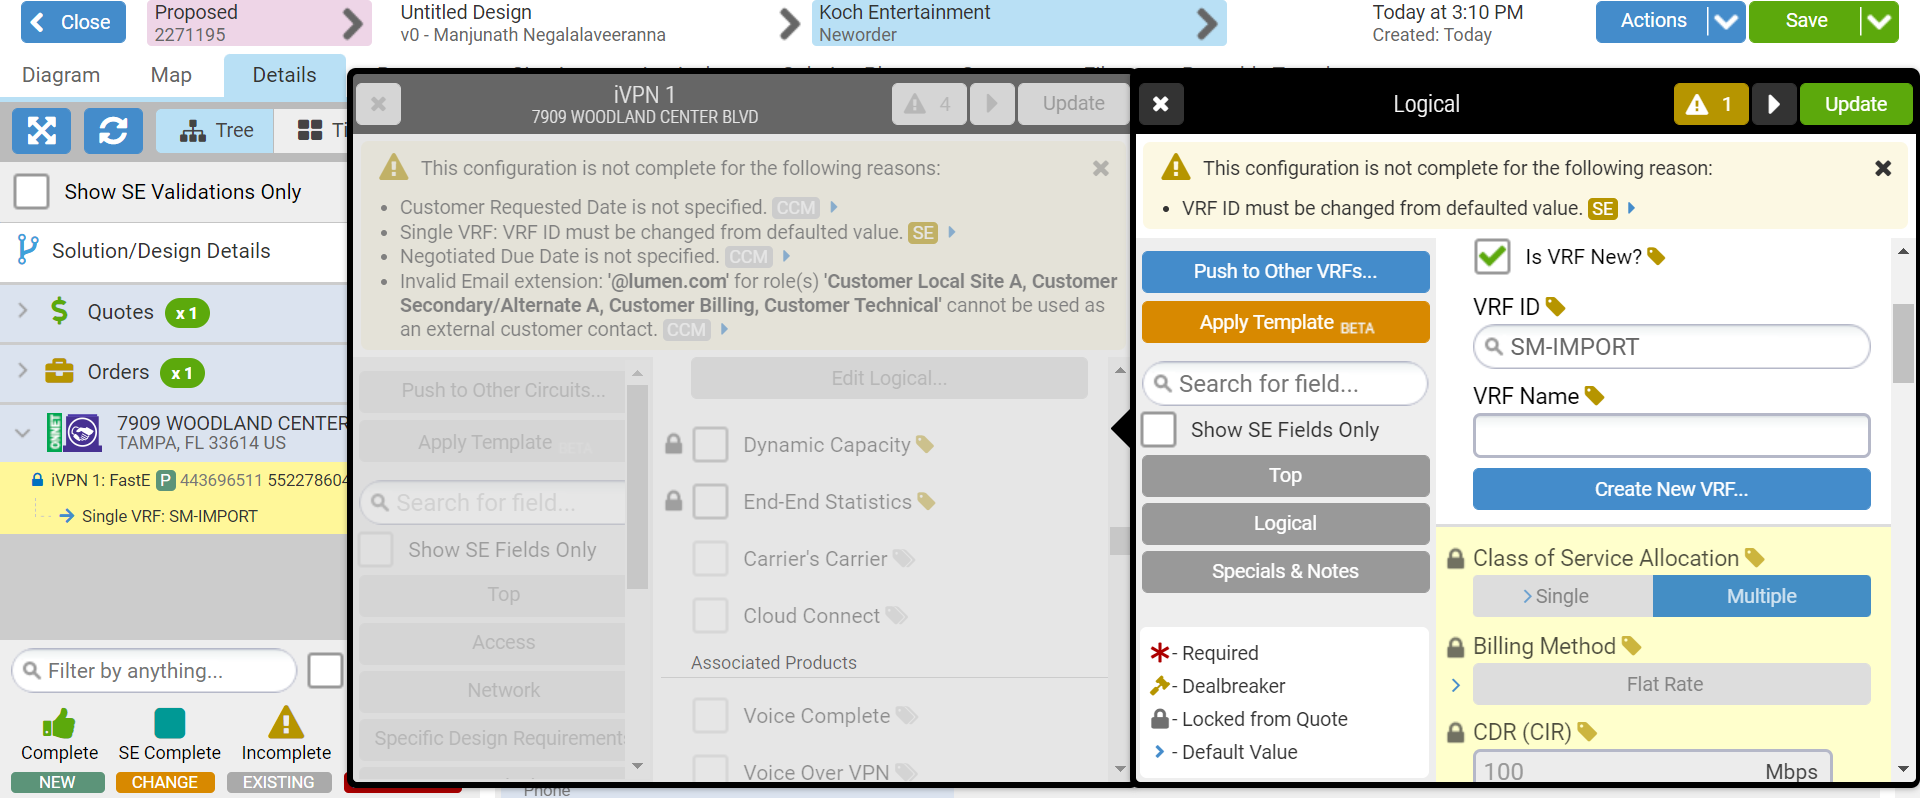 Close
Proposed
2271195
Untitled Design
v0 - Manjunath Negalalaveeranna
Koch Entertainment
Neworder
Today at 3:10 PM
Created: Today
Actions
Save
Diagram
Map
Details
Tree
Show SE Validations Only
Solution/Design Details
Quotes
x 1
Orders
x 1
ONNET
7909 WOODLAND CENTER
TAMPA, FL 33614 US
iVPN 1: FastE P 443696511 552278604
Single VRF: SM-IMPORT
Filter by anything...
Complete
SE Complete
Incomplete
NEW
CHANGE
EXISTING
iVPN 1
7909 WOODLAND CENTER BLVD
4
Update
This configuration is not complete for the following reasons:
• Customer Requested Date is not specified. CCM
• Single VRF: VRF ID must be changed from defaulted value. SE
• Negotiated Due Date is not specified. CCM
• Invalid Email extension: '@lumen.com' for role(s) 'Customer Local Site A, Customer
Secondary/Alternate A, Customer Billing, Customer Technical' cannot be used as
an external customer contact. CCM
Push to Other Circuits...
Apply Template BETA
Search for field...
Show SE Fields Only
Top
Access
Network
Specific Design Requirement
Edit Logical...
Dynamic Capacity
End-End Statistics
Carrier's Carrier
Cloud Connect
Associated Products
Voice Complete
Voice Over VPN
Phone
Logical
1
Update
This configuration is not complete for the following reason:
• VRF ID must be changed from defaulted value. SE
Push to Other VRFs...
Apply Template BETA
Search for field...
Show SE Fields Only
Top
Logical
Specials & Notes
- Required
- Dealbreaker
- Locked from Quote
- Default Value
Is VRF New?
VRF ID
SM-IMPORT
VRF Name
Create New VRF...
Class of Service Allocation
Single
Multiple
Billing Method
Flat Rate
CDR (CIR)
100
Mbps